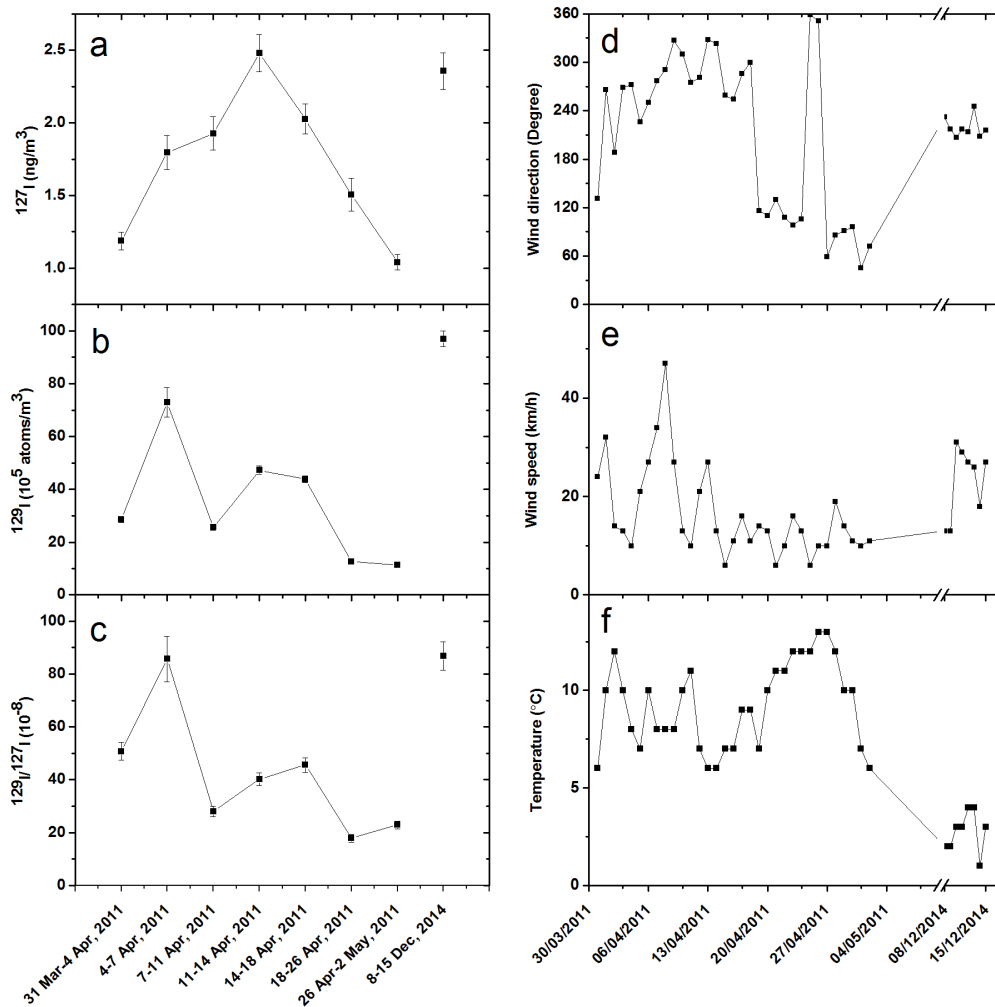 a
2.5
2.0
1.5
1.0
127I (ng/m3)
b
100
80
60
40
20
0
129I (10^5 atoms/m3)
c
100
80
60
40
20
0
129I/127I (10^-8)
31 Mar-4 Apr, 2011
4-7 Apr, 2011
7-11 Apr, 2011
11-14 Apr, 2011
14-18 Apr, 2011
18-26 Apr, 2011
26 Apr-2 May, 2011
8-15 Dec, 2014
d
360
300
240
180
120
60
0
Wind direction (Degree)
e
40
20
0
Wind speed (km/h)
f
10
5
0
Temperature (°C)
30/03/2011
06/04/2011
13/04/2011
20/04/2011
27/04/2011
04/05/2011
08/12/2014
15/12/2014